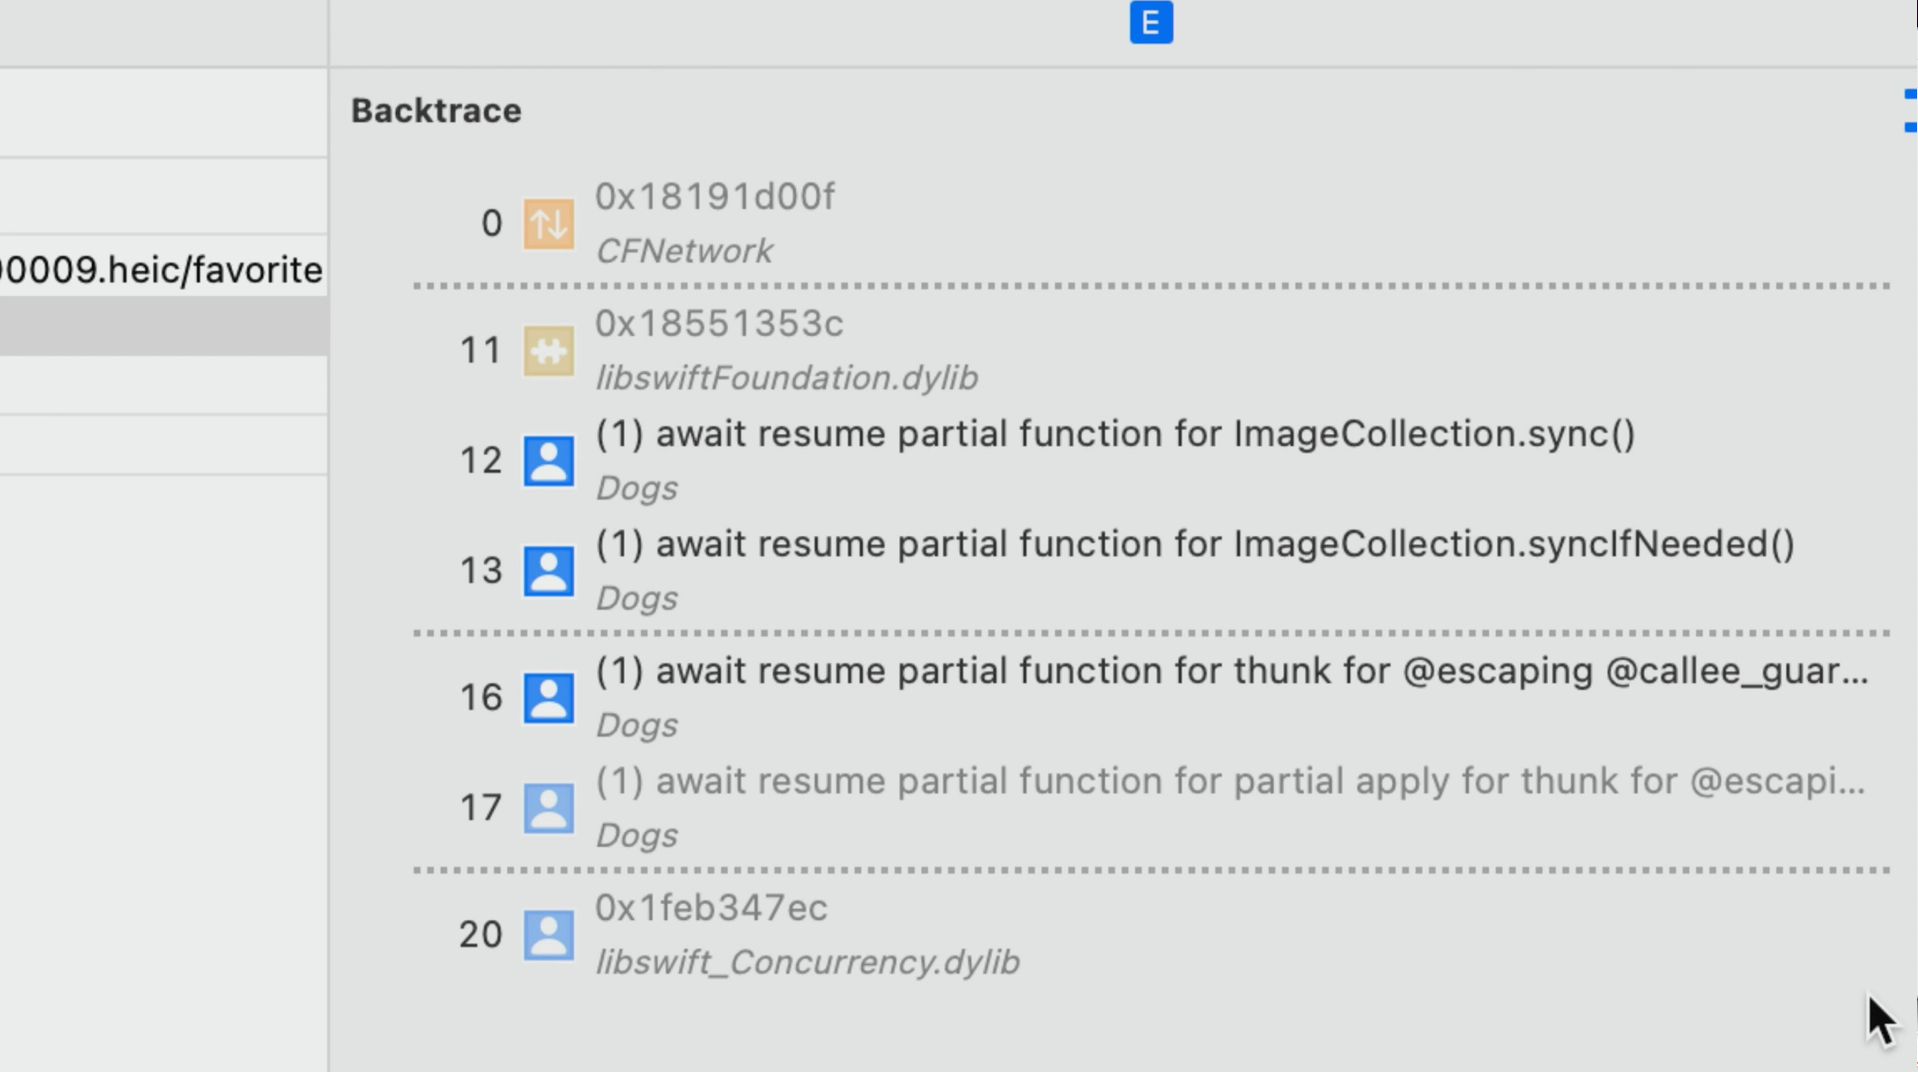 E
00009.heic/favorite
Backtrace
0 0x18191d00f
CFNetwork
11 0x18551353c
libswiftFoundation.dylib
12 (1) await resume partial function for ImageCollection.sync()
Dogs
13 (1) await resume partial function for ImageCollection.syncIfNeeded()
Dogs
16 (1) await resume partial function for thunk for @escaping @callee_guar...
Dogs
17 (1) await resume partial function for partial apply for thunk for @escapi...
Dogs
20 0x1feb347ec
libswift_Concurrency.dylib